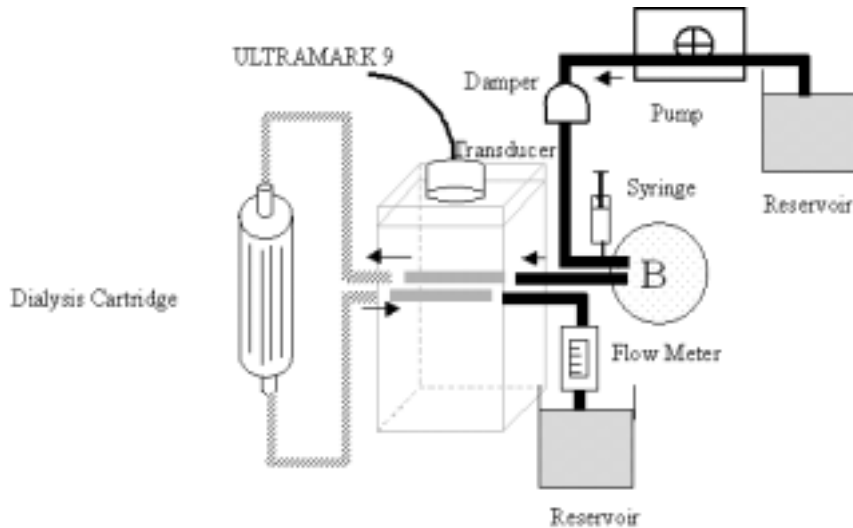 ULTRAMARK 9
Damper
Pump
Transducer
Syringe
Reservoir
B
Dialysis Cartridge
Flow Meter
Reservoir